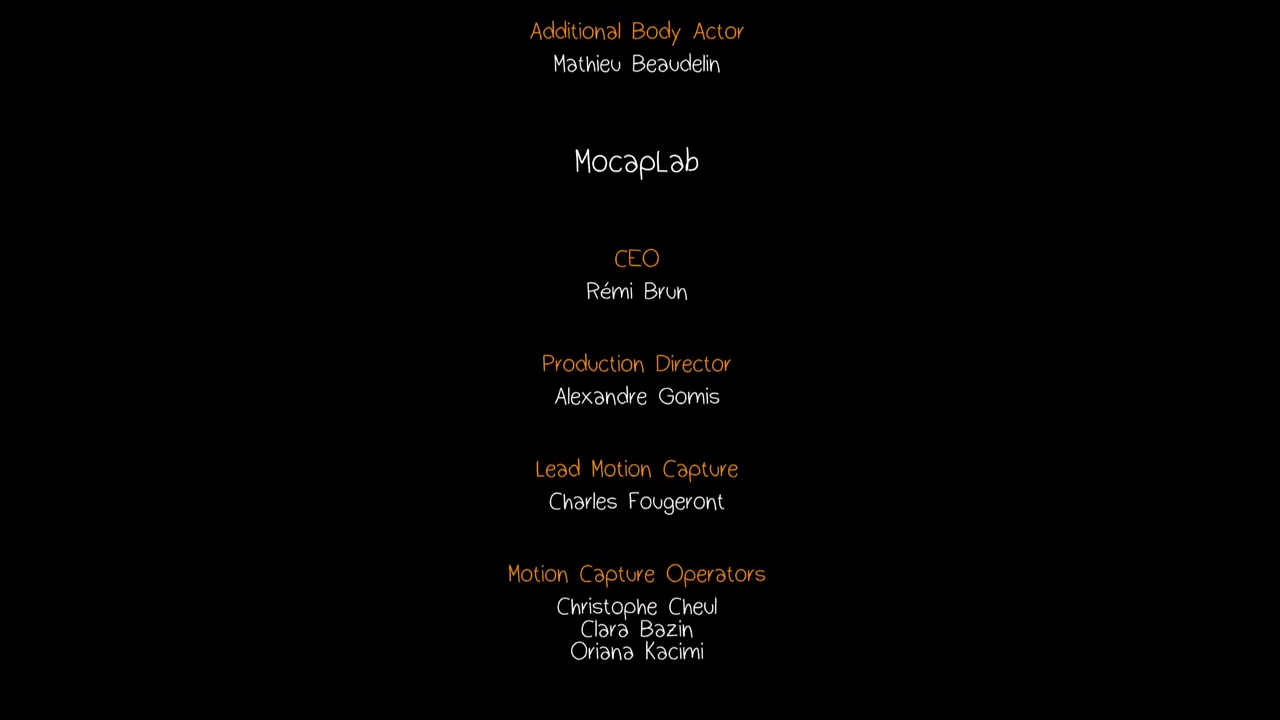 Additional Body Actor
Mathieu Beaudelin
MocapLab
CEO
Rémi Brun
Production Director
Alexandre Gomis
Lead Motion Capture
Charles Fougeront
Motion Capture Operators
Christophe Cheul
Clara Bazin
Oriana Kacimi